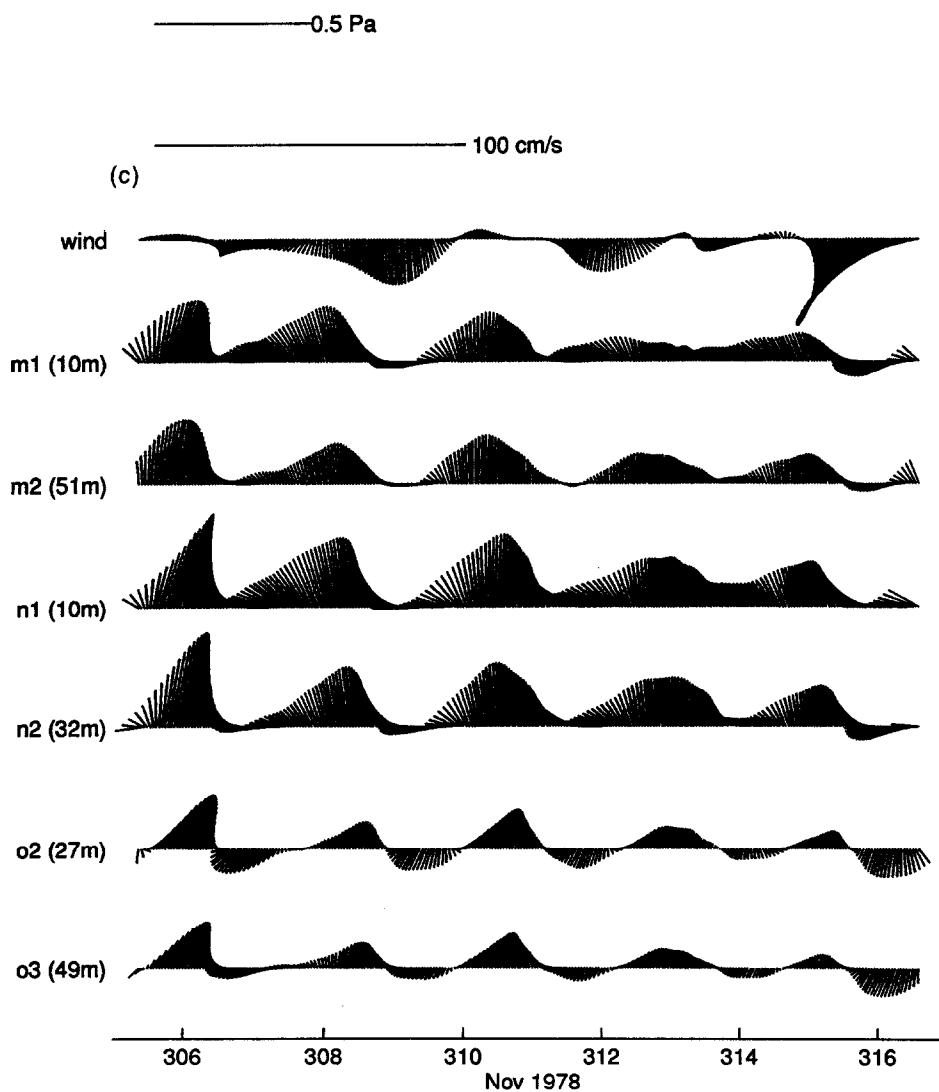 0.5 Pa
100 cm/s
(c)
wind
m1 (10m)
m2 (51m)
n1 (10m)
n2 (32m)
o2 (27m)
o3 (49m)
306 308 310 312 314 316
Nov 1978